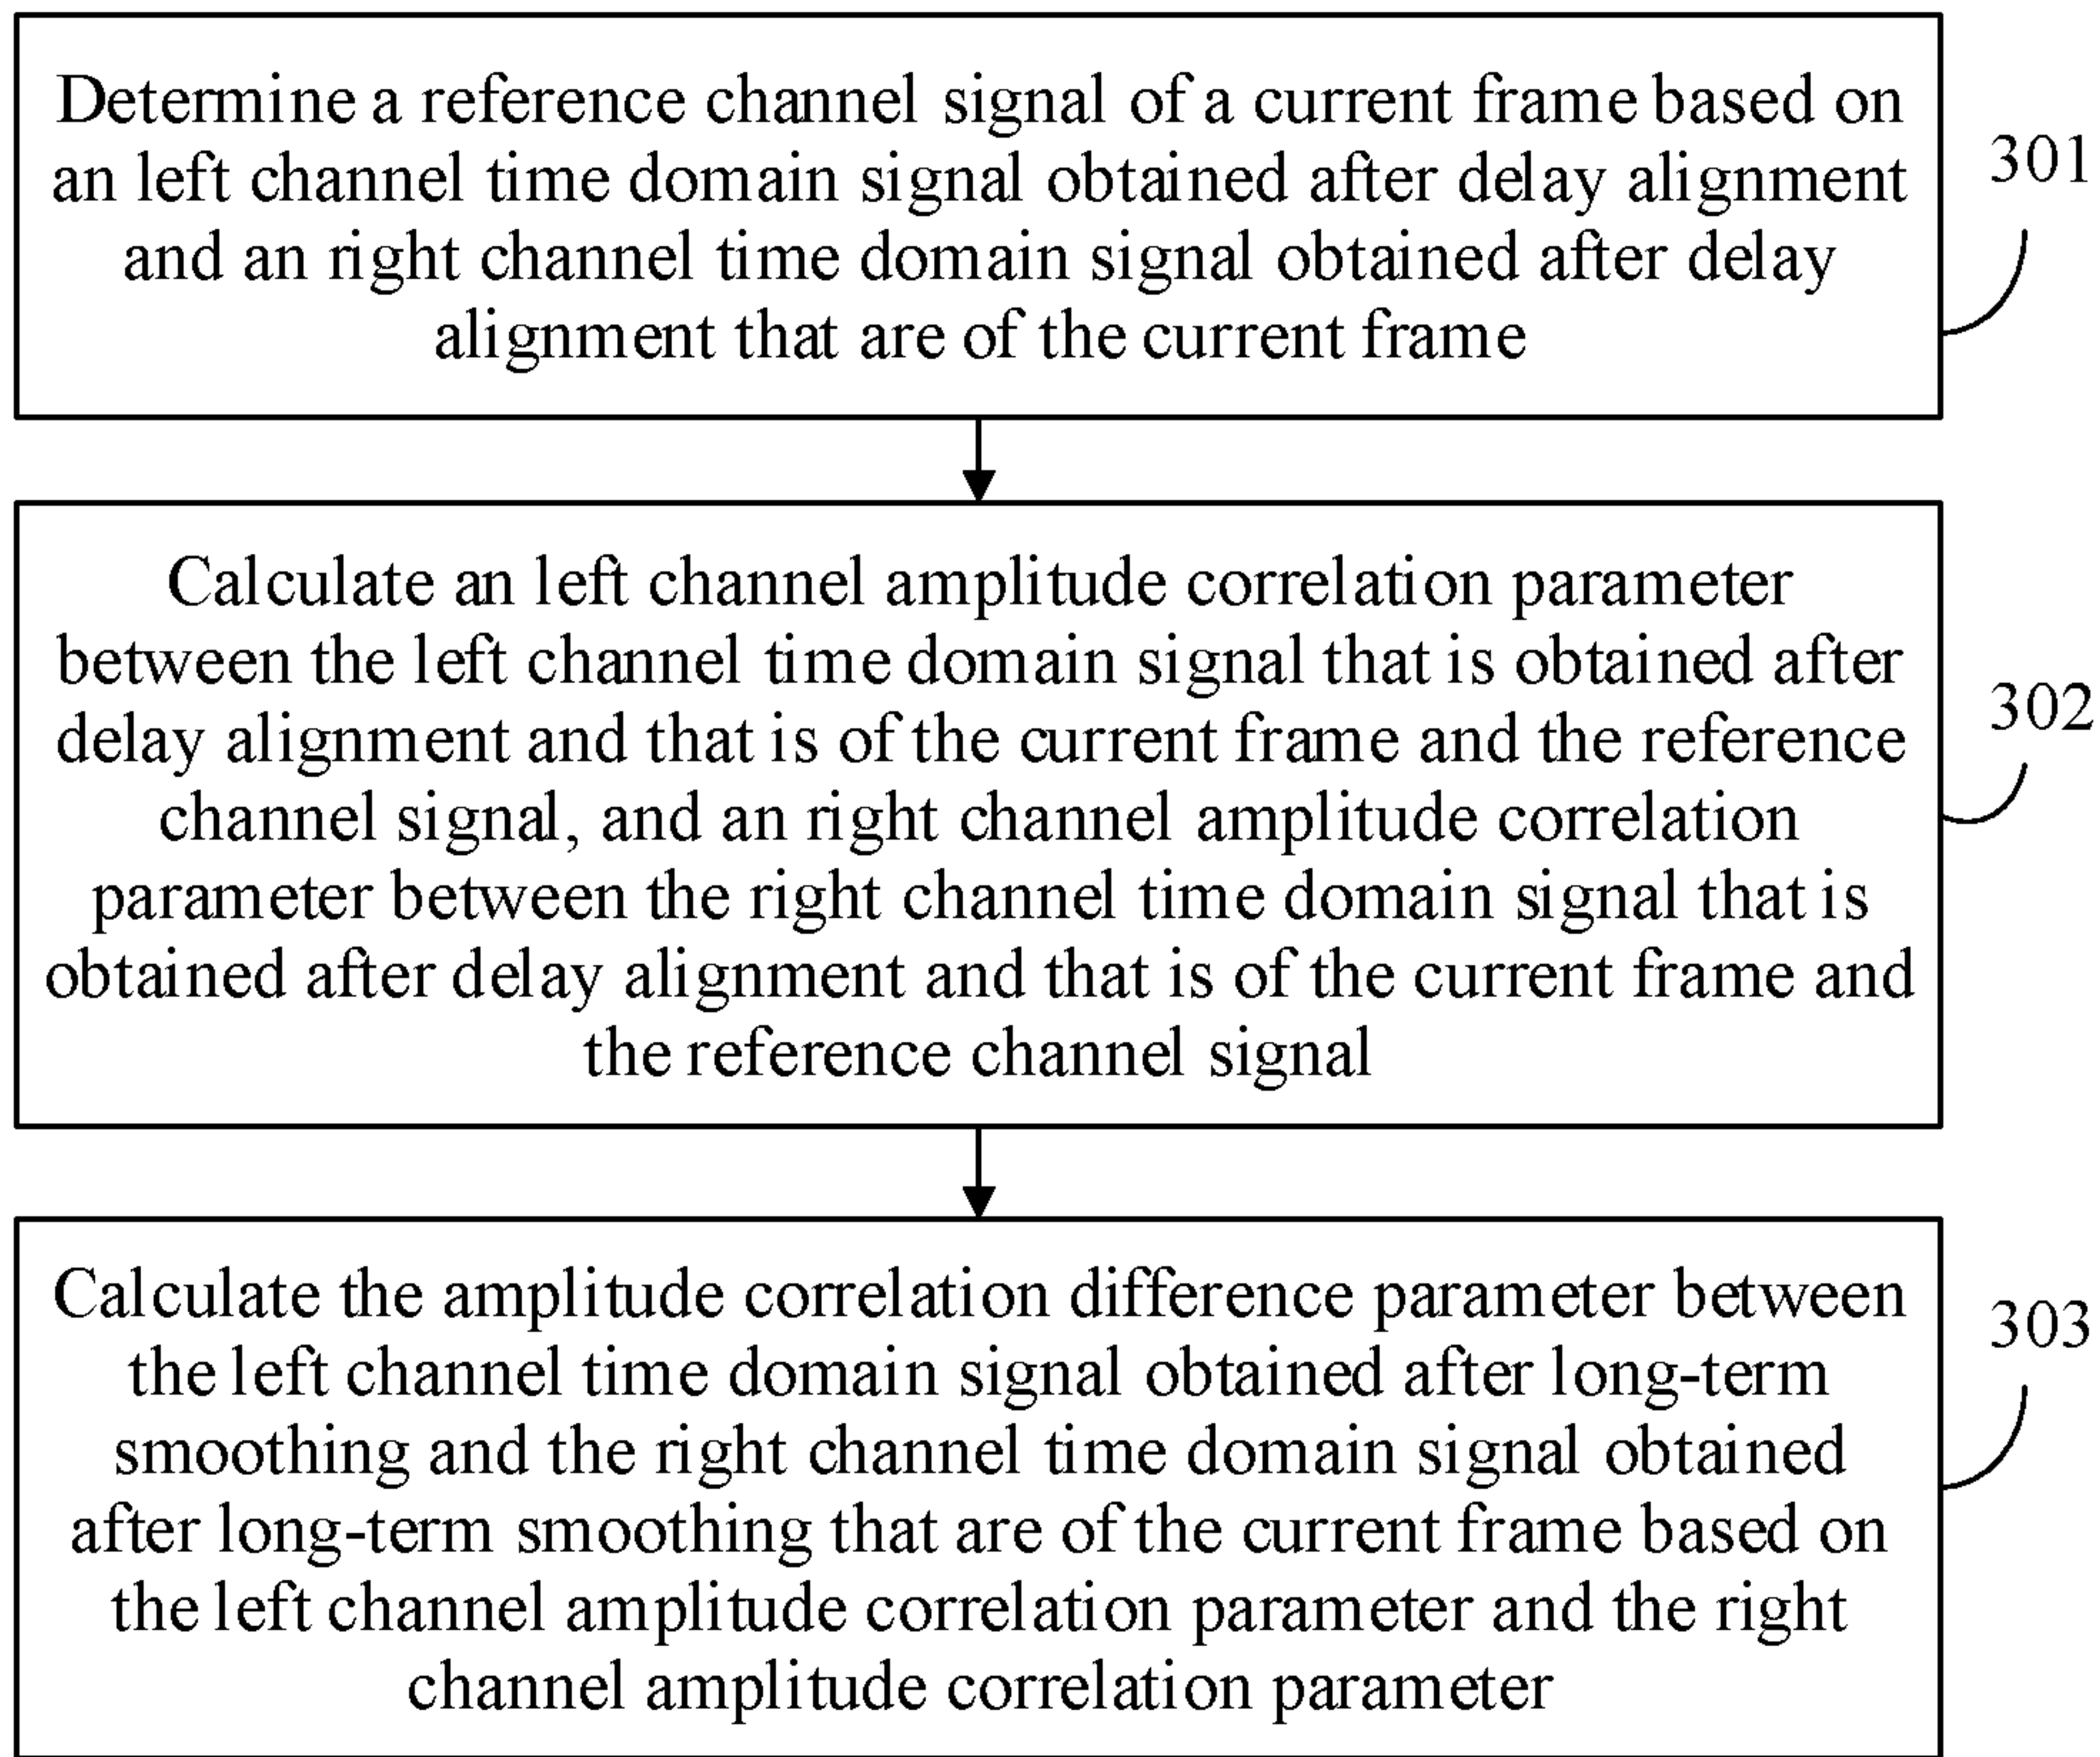 Determine a reference channel signal of a current frame based on
an left channel time domain signal obtained after delay alignment
and an right channel time domain signal obtained after delay
alignment that are of the current frame
301
Calculate an left channel amplitude correlation parameter
between the left channel time domain signal that is obtained after
delay alignment and that is of the current frame and the reference
channel signal, and an right channel amplitude correlation
parameter between the right channel time domain signal that is
obtained after delay alignment and that is of the current frame and
the reference channel signal
302
Calculate the amplitude correlation difference parameter between
the left channel time domain signal obtained after long-term
smoothing and the right channel time domain signal obtained
after long-term smoothing that are of the current frame based on
the left channel amplitude correlation parameter and the right
channel amplitude correlation parameter
303